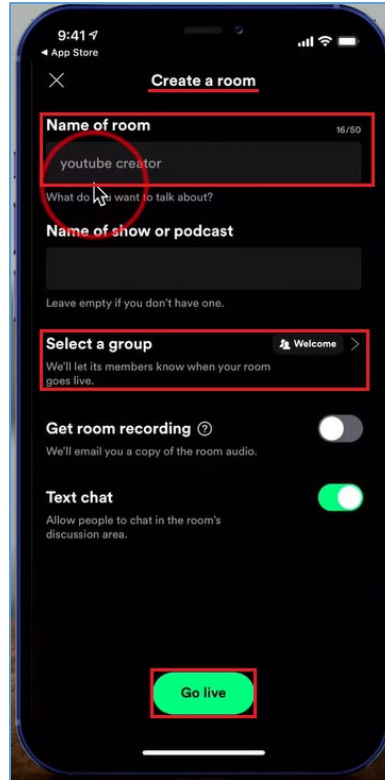 9:41
◀ App Store
Create a room
Name of room
16/50
youtube creator
What do you want to talk about?
Name of show or podcast
Leave empty if you don't have one.
Select a group
Welcome
We'll let its members know when your room
goes live.
Get room recording
We'll email you a copy of the room audio.
Text chat
Allow people to chat in the room's
discussion area.
Go live